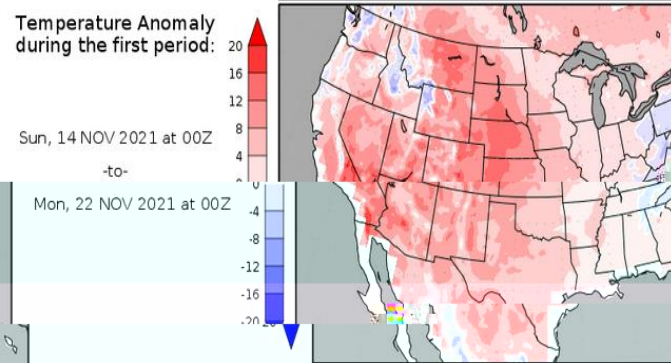 Temperature Anomaly
during the first period:
20
16
12
8
4
Sun, 14 NOV 2021 at 00Z
-to-
0
Mon, 22 NOV 2021 at 00Z
-4
-8
-12
-16
-20